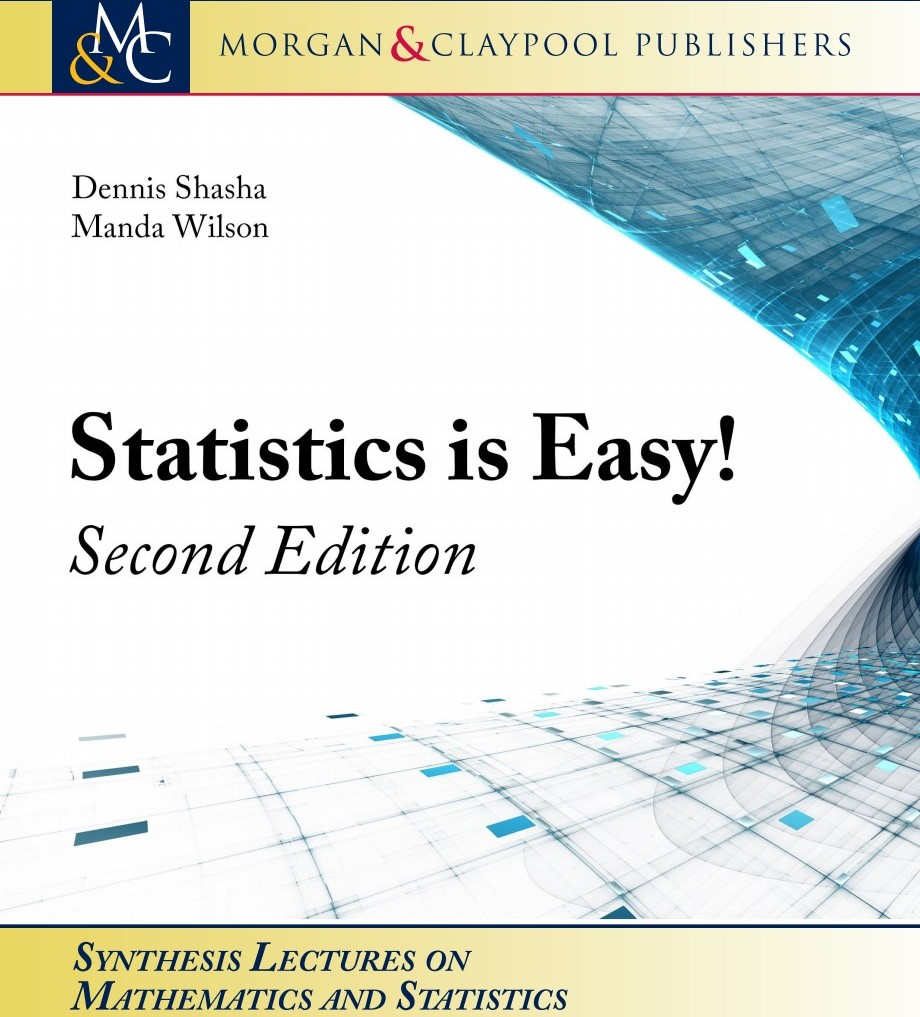 M&C
MORGAN & CLAYPOOL PUBLISHERS
Dennis Shasha
Manda Wilson
Statistics is Easy!
Second Edition
SYNTHESIS LECTURES ON
MATHEMATICS AND STATISTICS